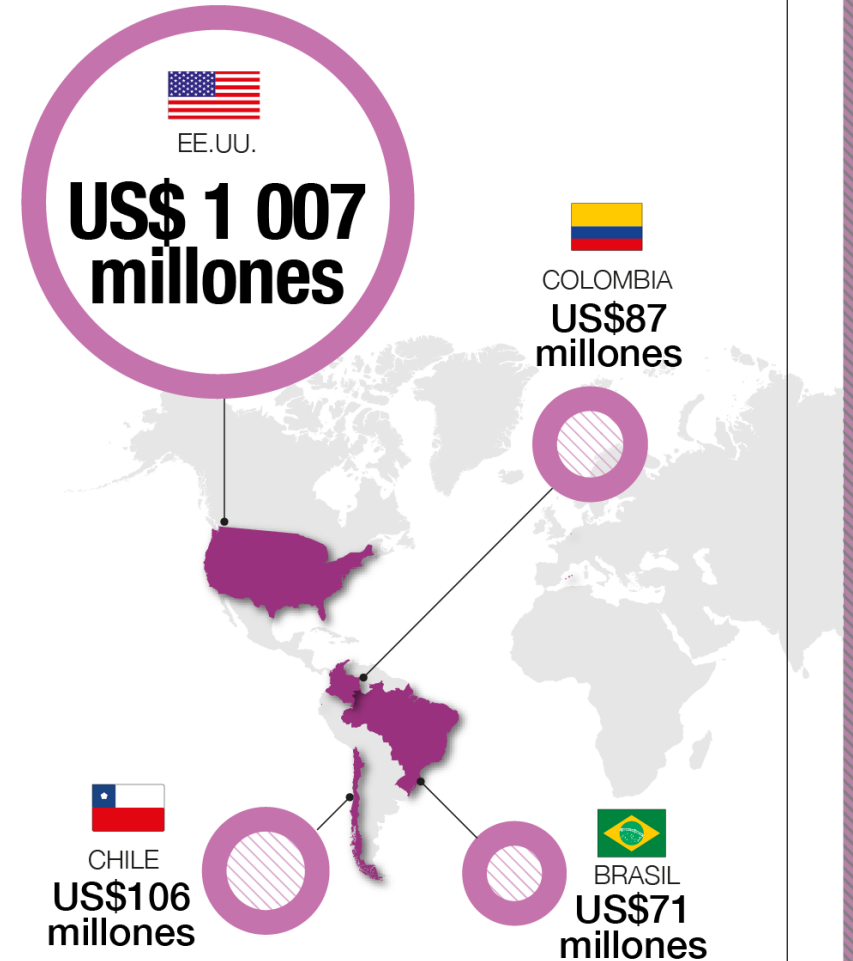 EE.UU.
US$ 1 007
millones
COLOMBIA
US$87
millones
CHILE
US$106
millones
BRASIL
US$71
millones